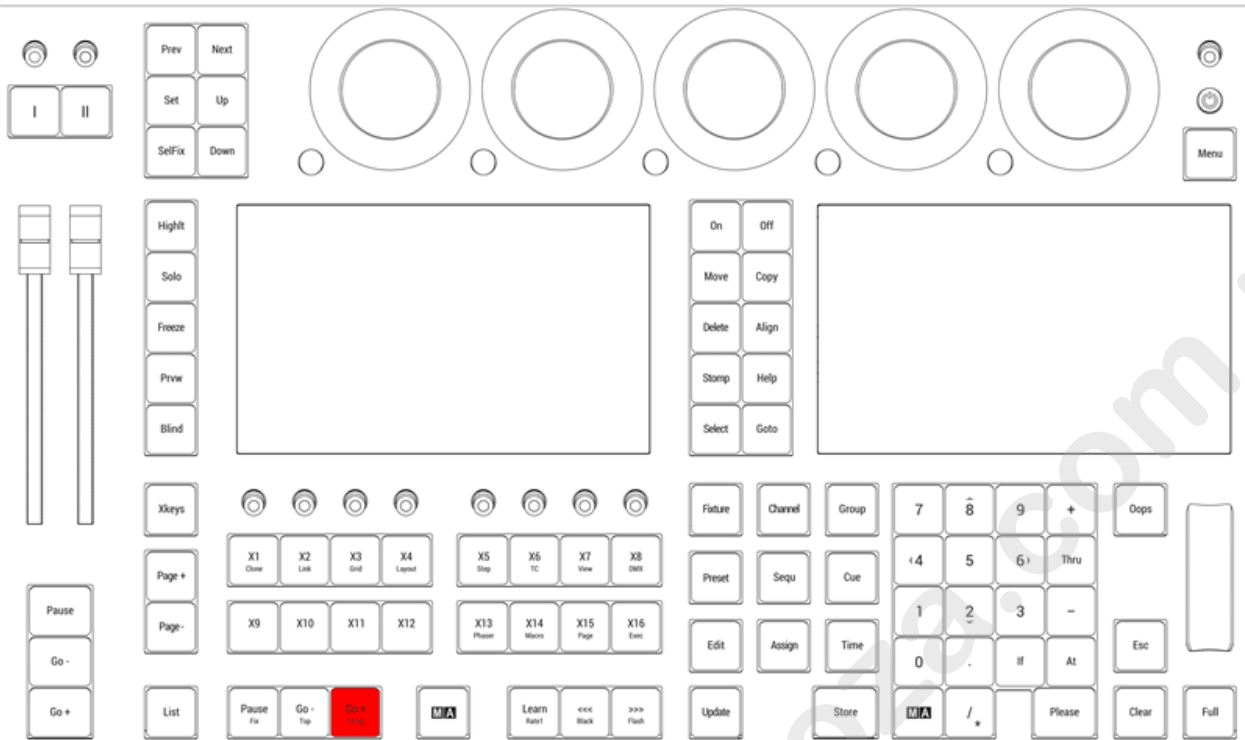 Prev Next
I II
Set Up
SelFix Down
Menu
Highlt
Solo
Freeze
Prvw
Blind
On Off
Move Copy
Delete Align
Stomp Help
Select Goto
Xkeys
Page +
Page-
Pause
Go -
Go +
List
X1 X2 X3 X4 X5 X6 X7 X8
Clone Link Grid Layout Step TC View DMX
X9 X10 X11 X12 X13 X14 X15 X16
Phaser Macro Page Exec
Pause Go - Go + MA Learn <<< >>>
Fix Top Temp Rate1 Black Flash
Fixture Channel Group
Preset Sequ Cue
Edit Assign Time
Update Store
7 8 9 +
4 5 6 Thru
1 2 3 -
0 . If At
MA / * Please
Oops
Esc
Clear Full
oza.com